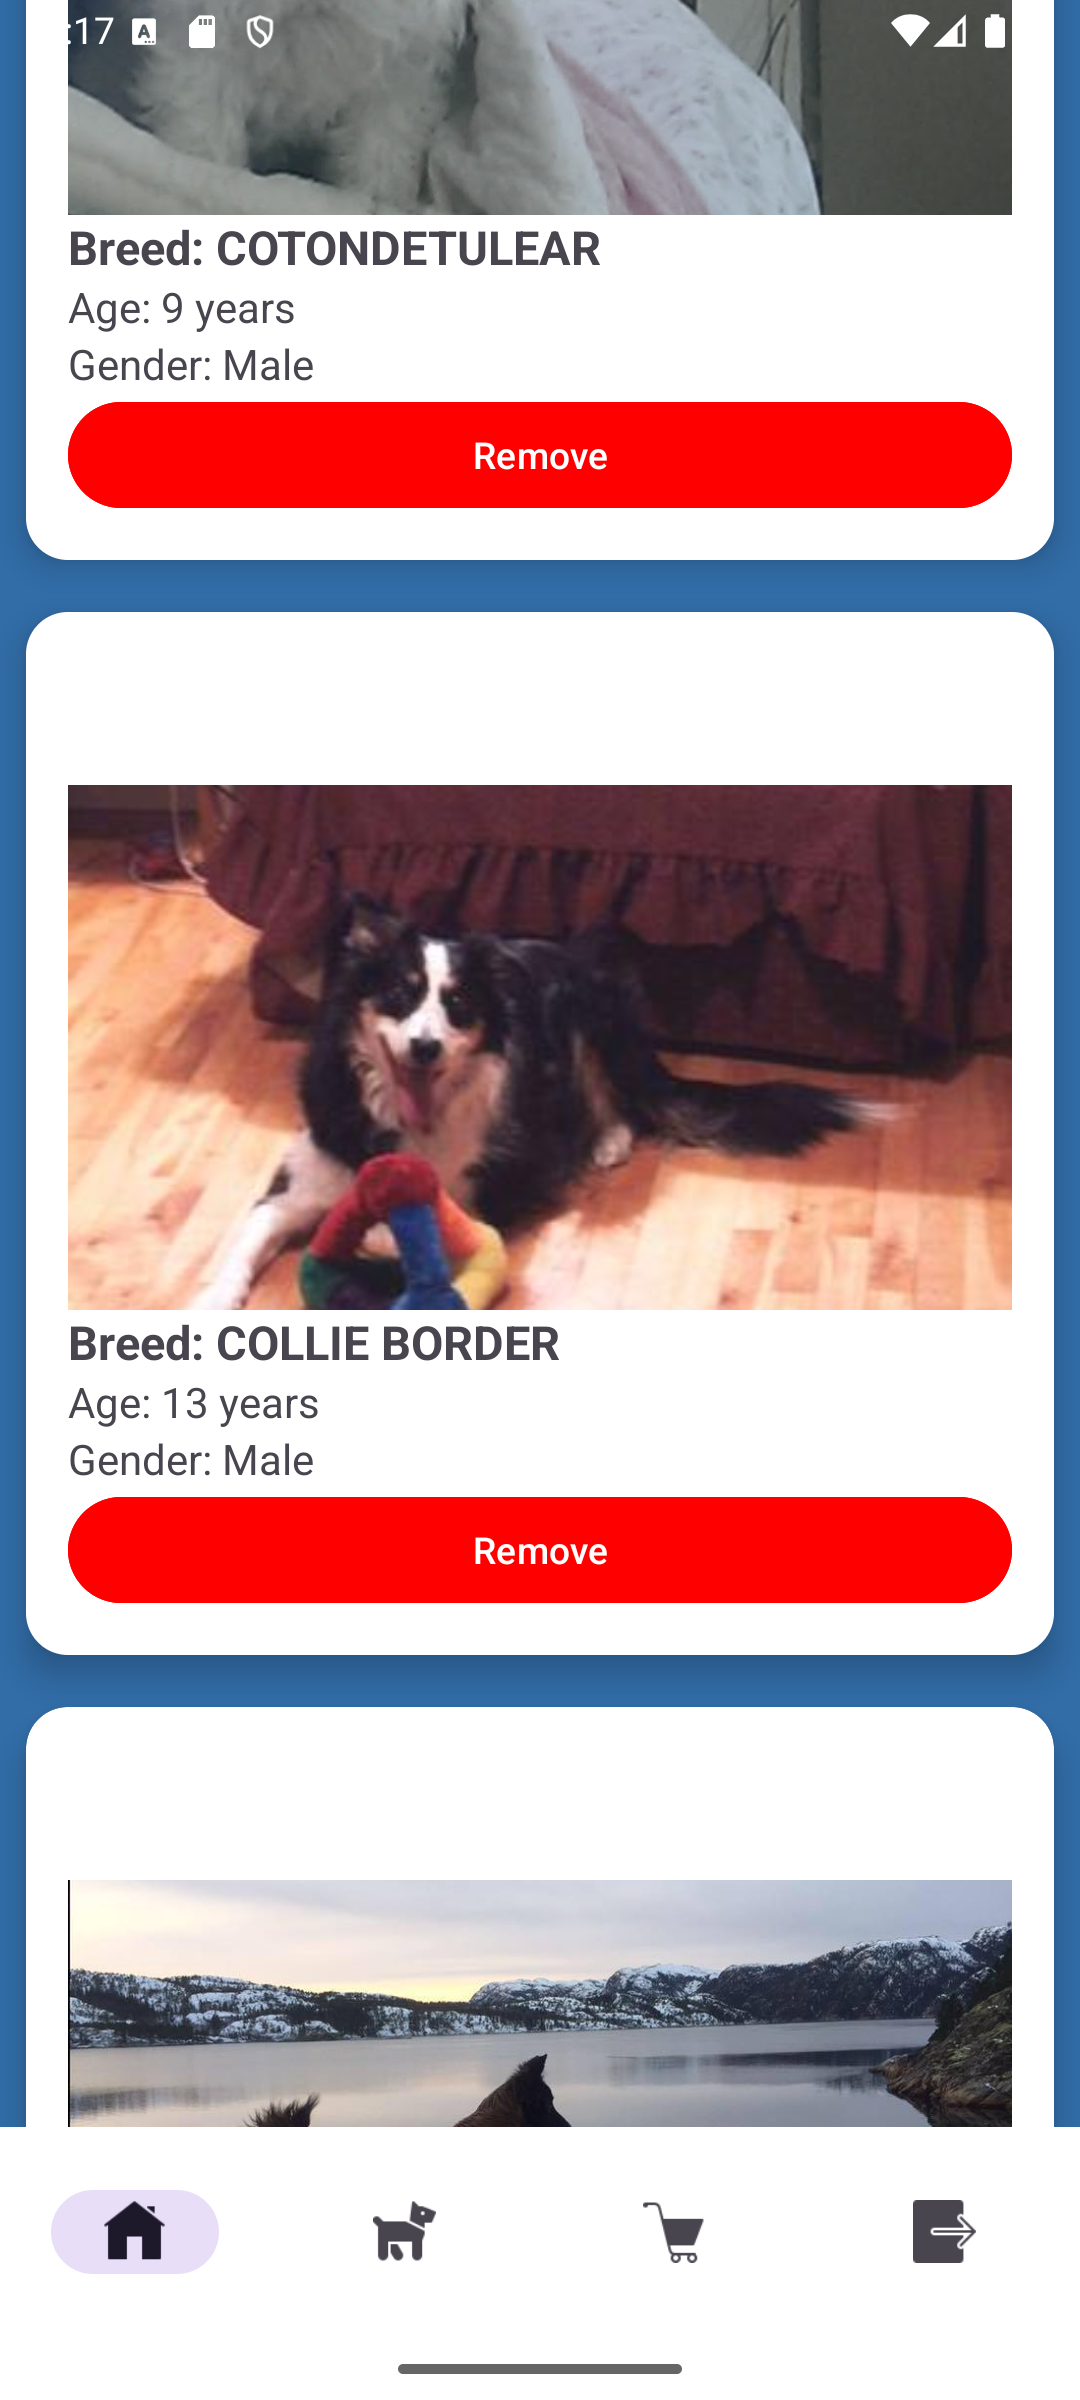 :17
Breed: COTONDETULEAR
Age: 9 years
Gender: Male
Remove
Breed: COLLIE BORDER
Age: 13 years
Gender: Male
Remove